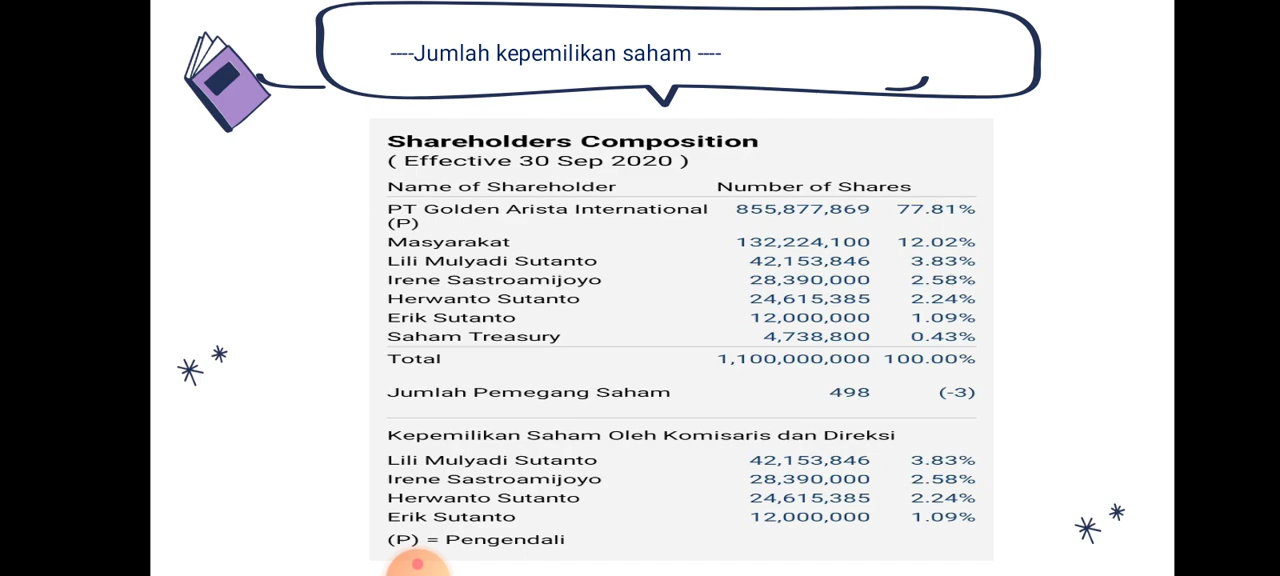 ----Jumlah kepemilikan saham ----
Shareholders Composition
( Effective 30 Sep 2020 )
Name of Shareholder Number of Shares
PT Golden Arista International 855,877,869 77.81%
(P)
Masyarakat 132,224,100 12.02%
Lili Mulyadi Sutanto 42,153,846 3.83%
Irene Sastroamijoyo 28,390,000 2.58%
Herwanto Sutanto 24,615,385 2.24%
Erik Sutanto 12,000,000 1.09%
Saham Treasury 4,738,800 0.43%
Total 1,100,000,000 100.00%
Jumlah Pemegang Saham 498 (-3)
Kepemilikan Saham Oleh Komisaris dan Direksi
Lili Mulyadi Sutanto 42,153,846 3.83%
Irene Sastroamijoyo 28,390,000 2.58%
Herwanto Sutanto 24,615,385 2.24%
Erik Sutanto 12,000,000 1.09%
(P) = Pengendali